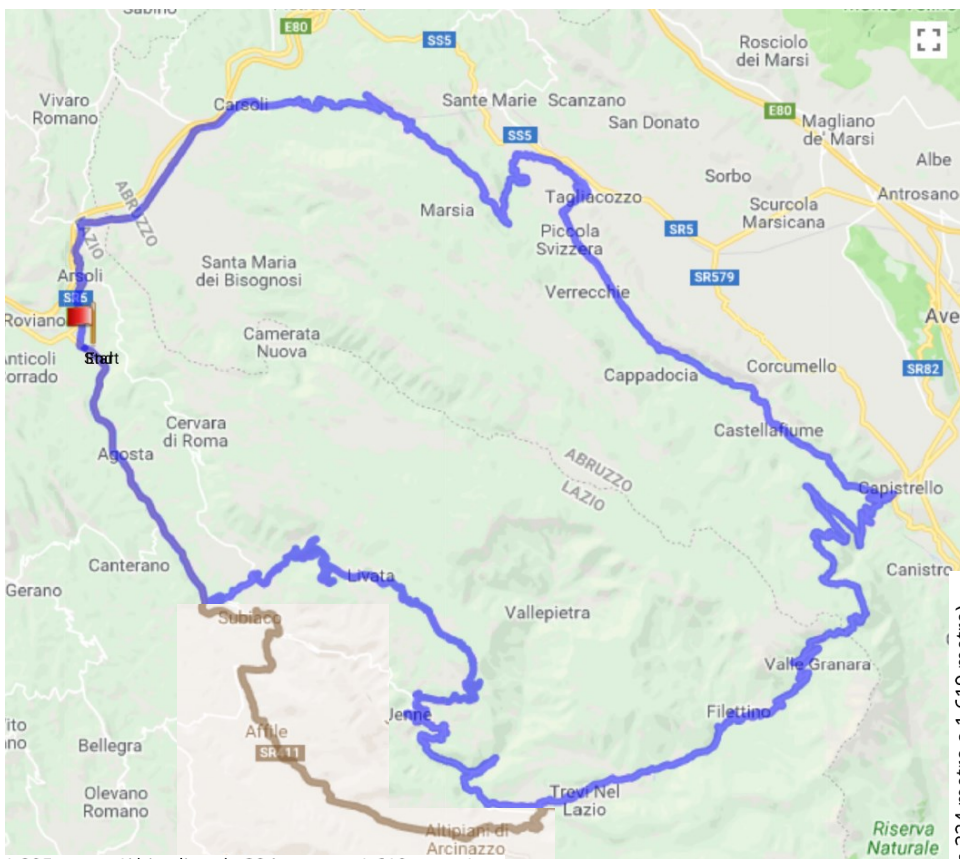 E80
SS5
Rosciolo
dei Marsi
Vivaro
Romano
Carsoli
Sante Marie
Scanzano
E80
San Donato
Magliano
de' Marsi
SS5
Albe
ABRUZZO
LAZIO
Sorbo
Antrosano
Marsia
Tagliacozzo
Scurcola
Marsicana
Piccola
Svizzera
SR5
Arsoli
Santa Maria
dei Bisognosi
SR579
Verrecchie
SR5
Roviano
Camerata
Nuova
Ave
Start
Corcumello
SR82
Cappadocia
Cervara
di Roma
Castellafiume
Agosta
ABRUZZO
LAZIO
Capistrello
Canterano
Livata
Canistro
Gerano
Vallepietra
Subiaco
Valle Granara
Jenne
Filettino
Affile
Bellegra
SR411
Olevano
Romano
Trevi Nel
Lazio
Altipiani di
Arcinazzo
Riserva
Naturale